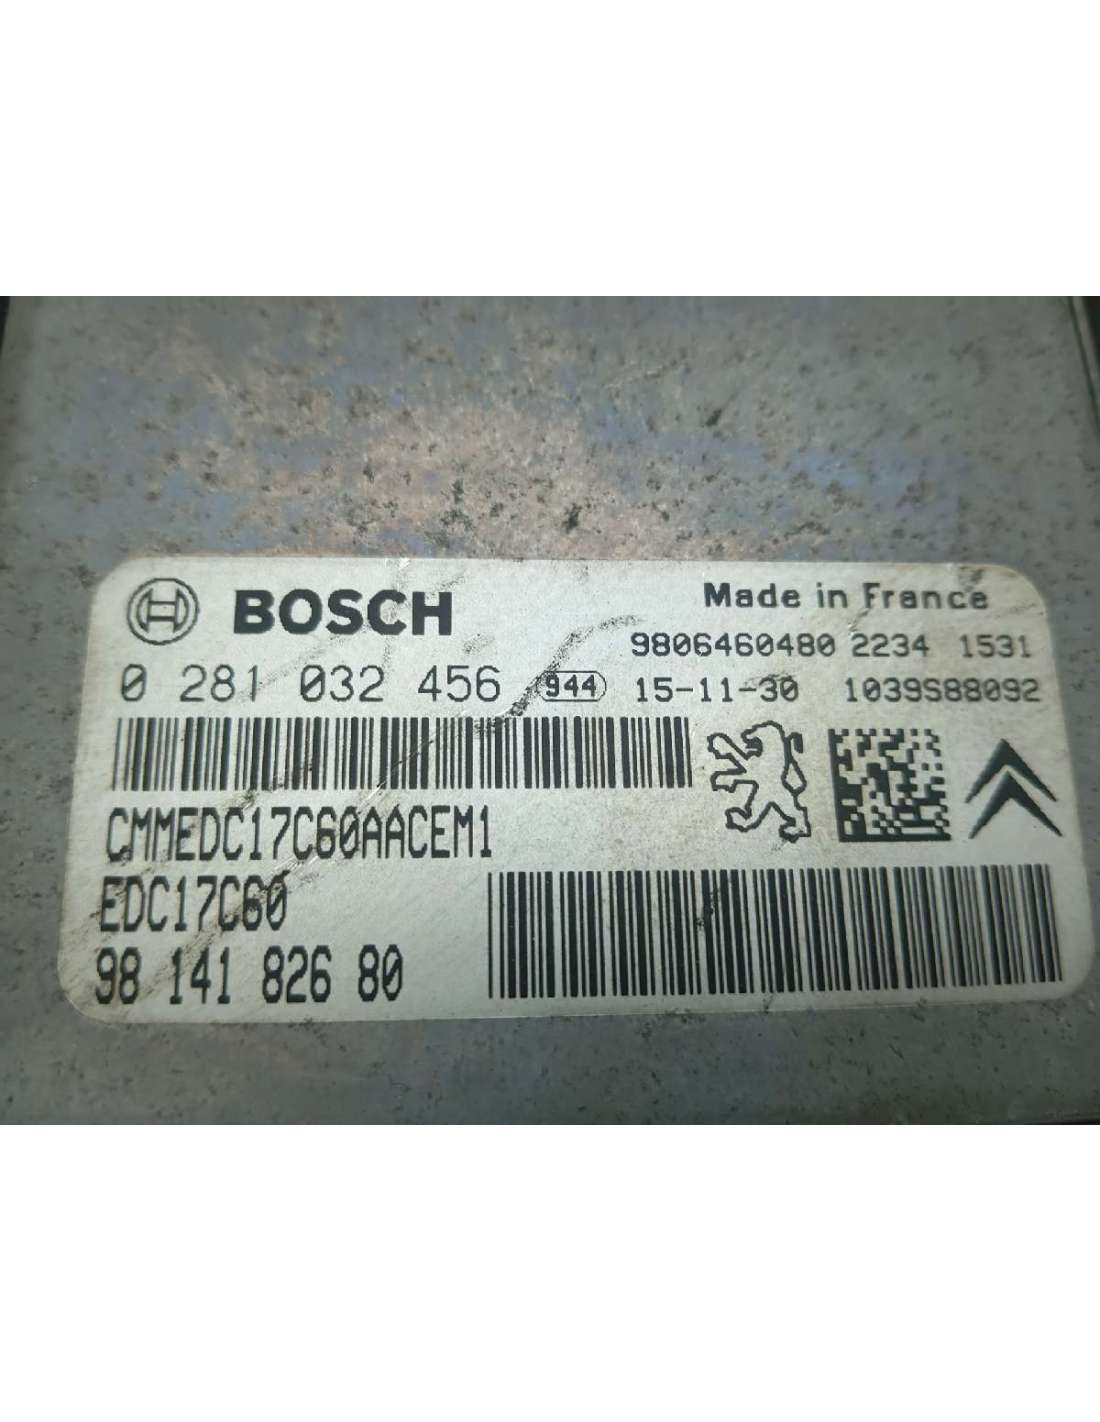 BOSCH
Made in France
9806460480 2234 1531
0 281 032 456 944 15-11-30 1039S88092
CMMEDC17C60AACEM1
EDC17C60
98 141 826 80